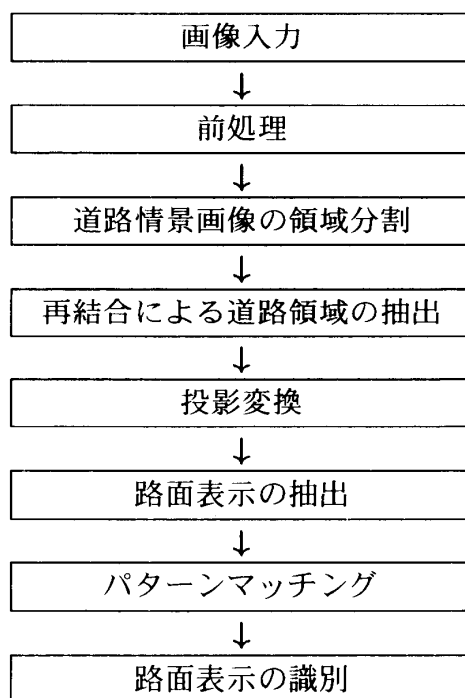 画像入力
↓
前処理
↓
道路情景画像の領域分割
↓
再結合による道路領域の抽出
↓
投影変換
↓
路面表示の抽出
↓
パターンマッチング
↓
路面表示の識別